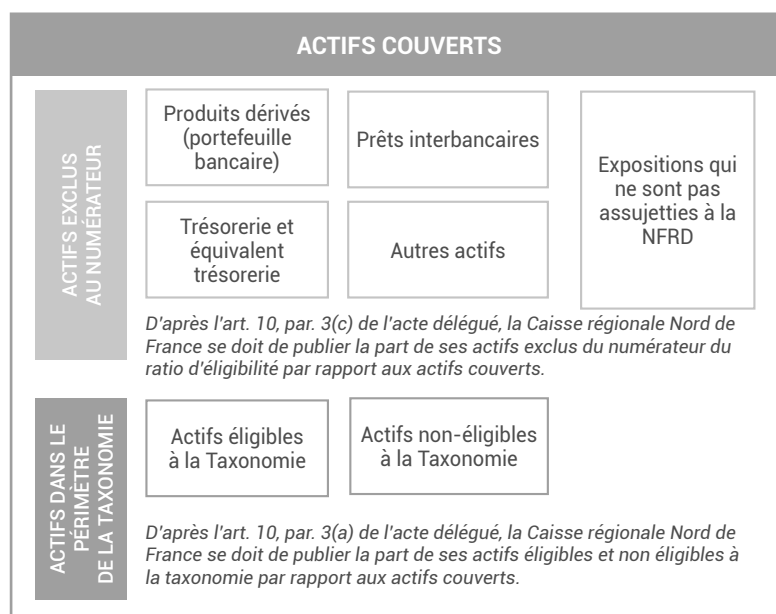 ACTIFS COUVERTS
ACTIFS EXCLUS
AU NUMÉRATEUR
Produits dérivés
(portefeuille
bancaire)
Prêts interbancaires
Expositions qui
ne sont pas
assujetties à la
NFRD
Trésorerie et
équivalent
trésorerie
Autres actifs
D'après l'art. 10, par. 3(c) de l'acte délégué, la Caisse régionale Nord de
France se doit de publier la part de ses actifs exclus du numérateur du
ratio d'éligibilité par rapport aux actifs couverts.
ACTIFS DANS LE
PÉRIMÈTRE
DE LA TAXONOMIE
Actifs éligibles
à la Taxonomie
Actifs non-éligibles
à la Taxonomie
D'après l'art. 10, par. 3(a) de l'acte délégué, la Caisse régionale Nord de
France se doit de publier la part de ses actifs éligibles et non éligibles à
la taxonomie par rapport aux actifs couverts.